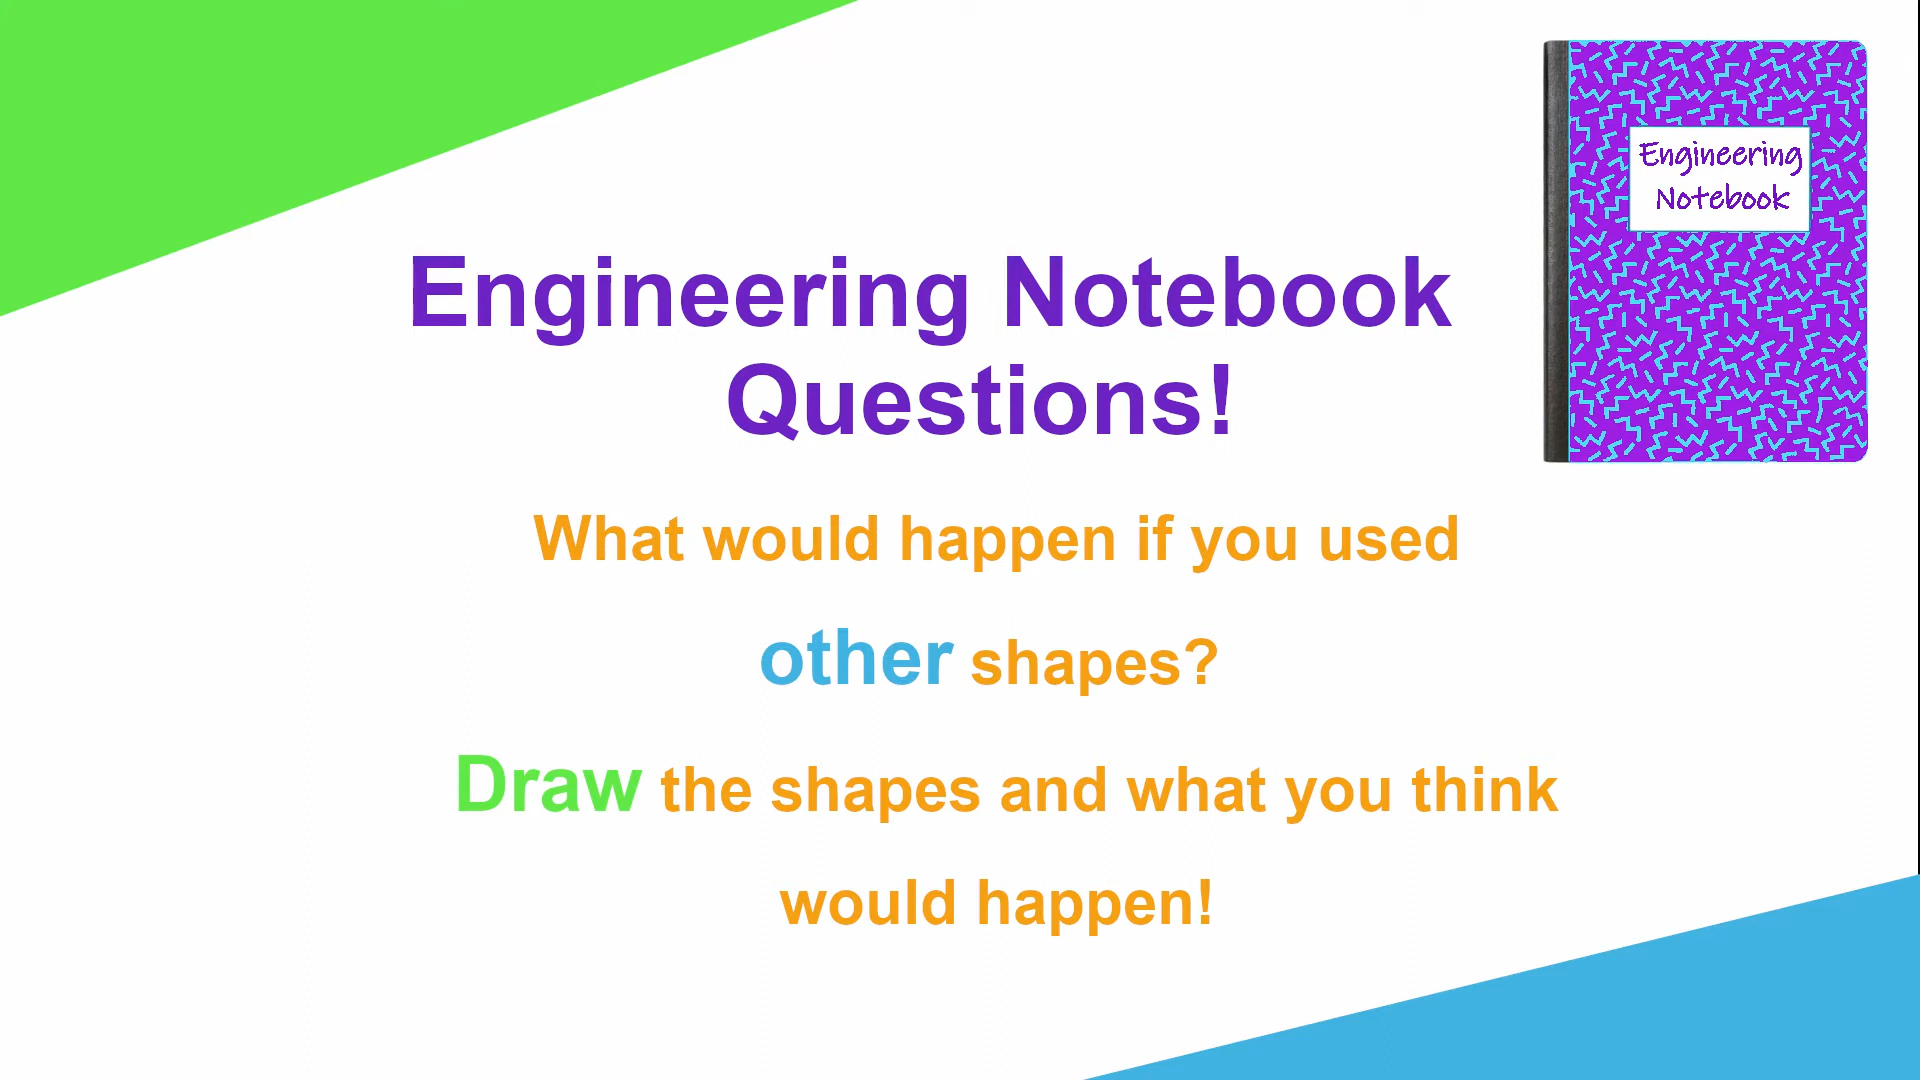 Engineering
Notebook
Engineering Notebook
Questions!
What would happen if you used
other shapes?
Draw the shapes and what you think
would happen!